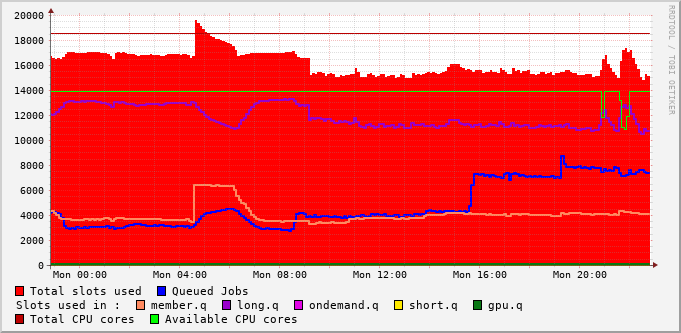 20000
18000
16000
14000
12000
10000
8000
6000
4000
2000
0
Mon 00:00 Mon 04:00 Mon 08:00 Mon 12:00 Mon 16:00 Mon 20:00
Total slots used Queued Jobs
Slots used in : member.q long.q ondemand.q short.q gpu.q
Total CPU cores Available CPU cores
RRDTOOL / TOBI OETIKER